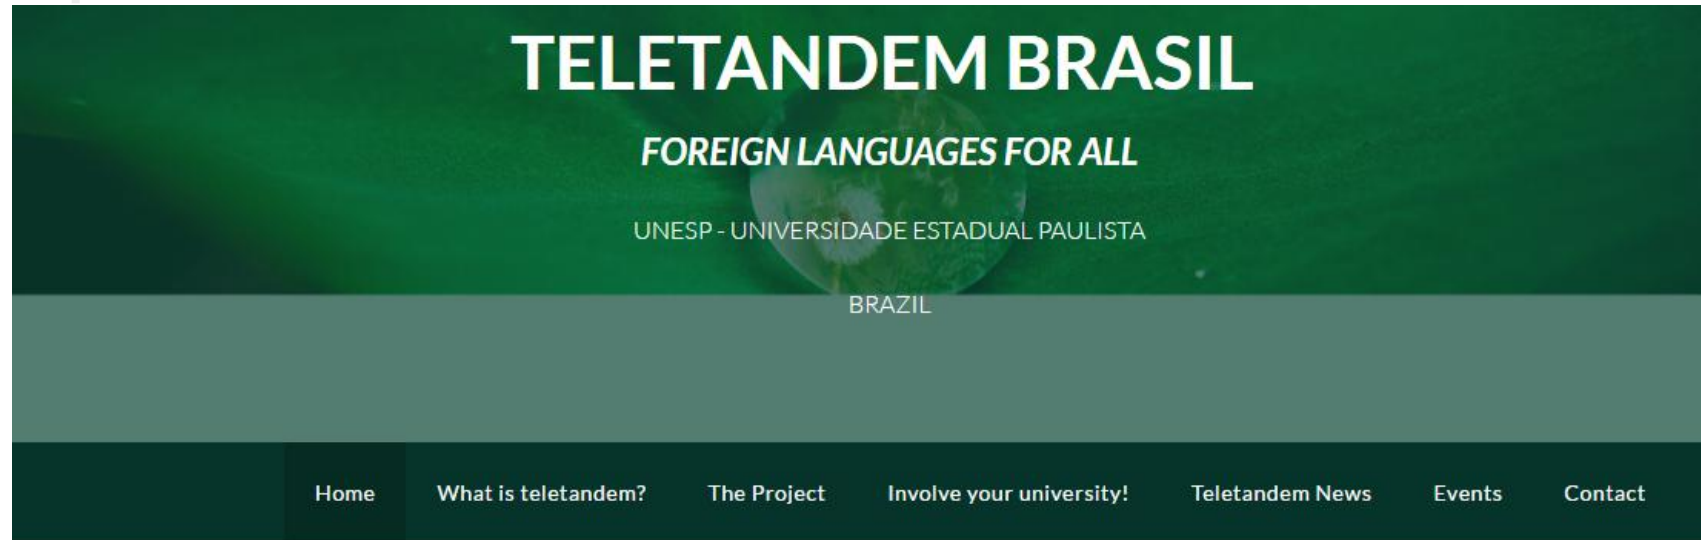 TELETANDEM BRASIL
FOREIGN LANGUAGES FOR ALL
UNESP - UNIVERSIDADE ESTADUAL PAULISTA
BRAZIL
Home What is teletandem? The Project Involve your university! Teletandem News Events Contact